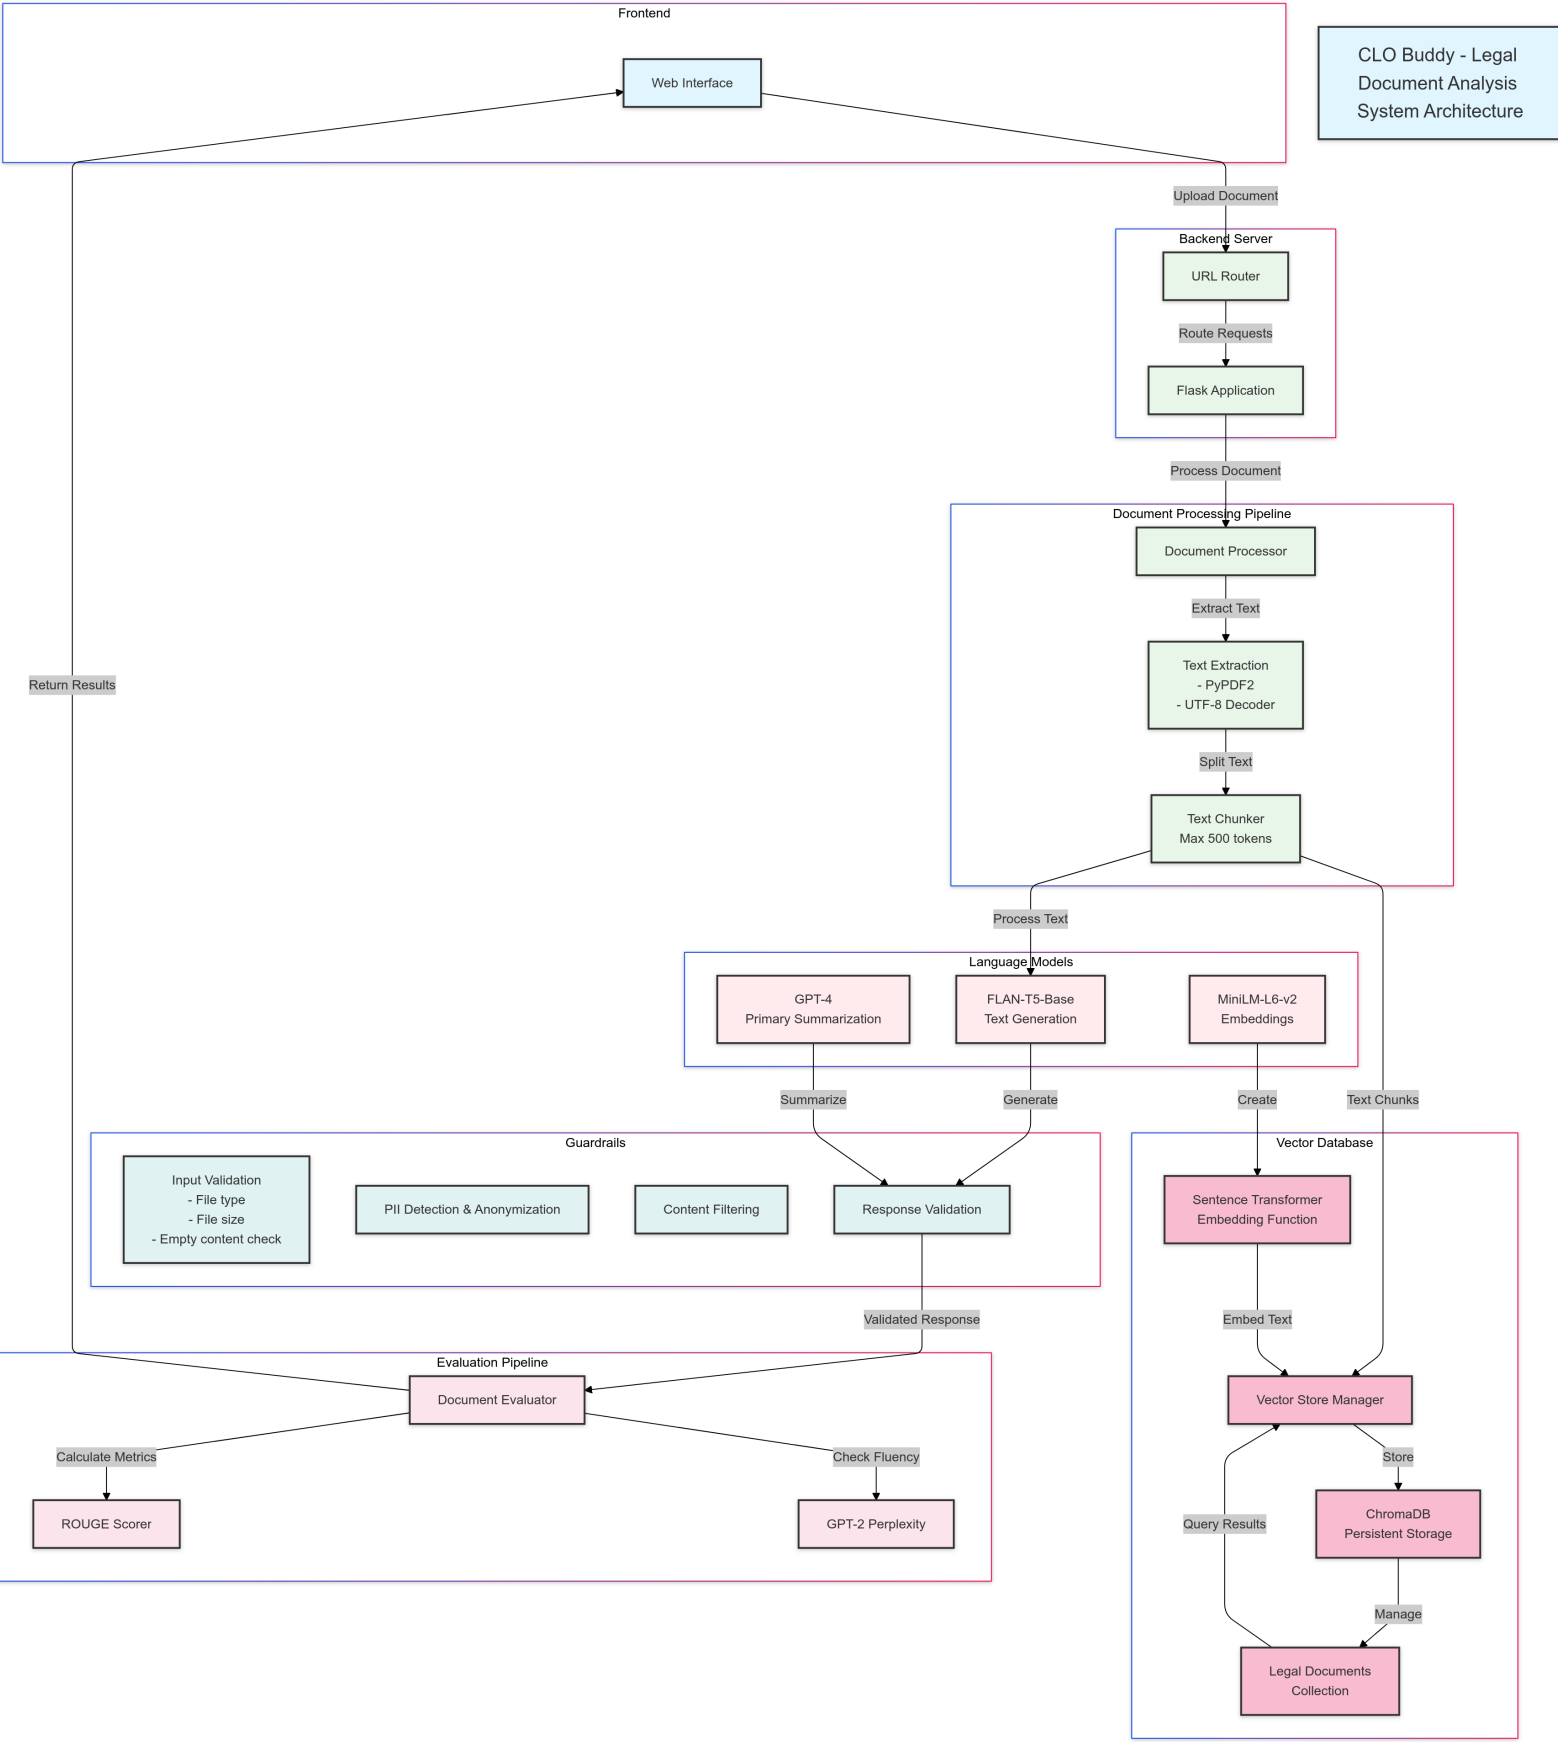 Frontend
Web Interface
CLO Buddy - Legal
Document Analysis
System Architecture
Upload Document
Backend Server
URL Router
Route Requests
Flask Application
Process Document
Document Processing Pipeline
Document Processor
Extract Text
Text Extraction
- PyPDF2
- UTF-8 Decoder
Return Results
Split Text
Text Chunker
Max 500 tokens
Process Text
Language Models
GPT-4
Primary Summarization
FLAN-T5-Base
Text Generation
MiniLM-L6-v2
Embeddings
Summarize
Generate
Create
Text Chunks
Guardrails
Input Validation
- File type
- File size
- Empty content check
PII Detection & Anonymization
Content Filtering
Response Validation
Vector Database
Sentence Transformer
Embedding Function
Validated Response
Embed Text
Evaluation Pipeline
Document Evaluator
Vector Store Manager
Calculate Metrics
Check Fluency
Store
ROUGE Scorer
GPT-2 Perplexity
Query Results
ChromaDB
Persistent Storage
Manage
Legal Documents
Collection